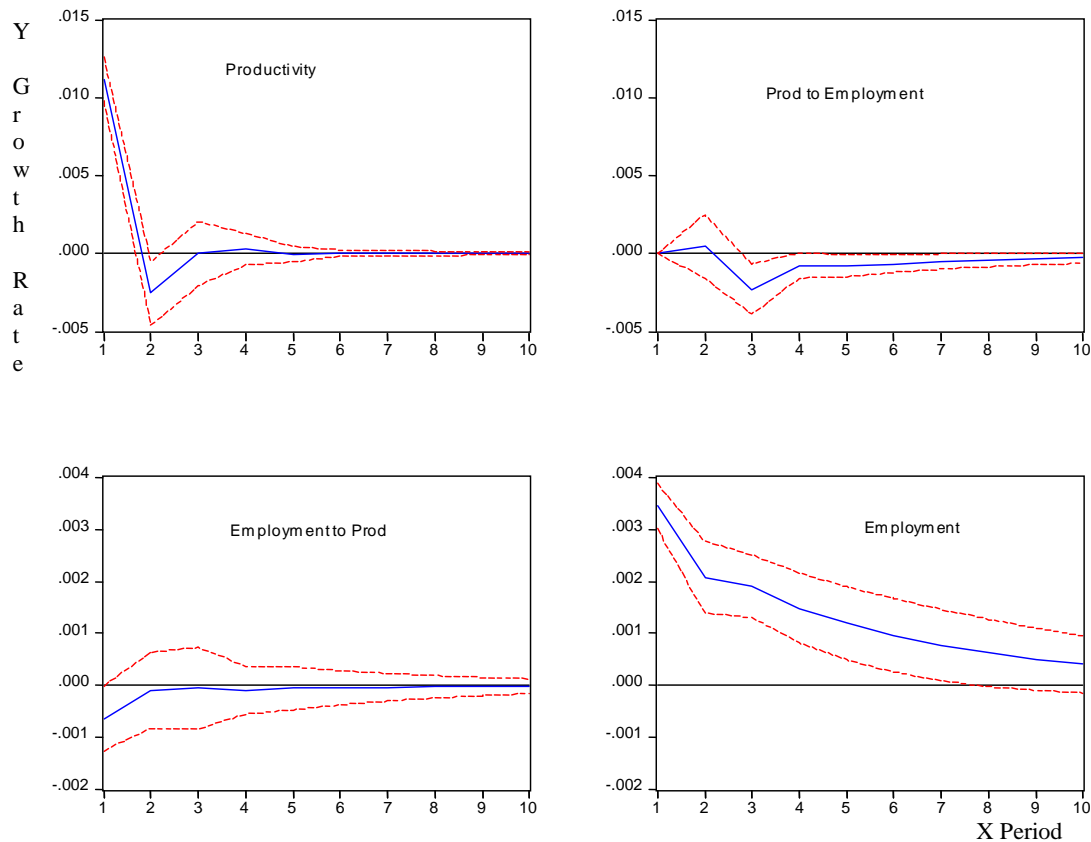 Y Growth Rate
Productivity
.015
.010
.005
.000
-.005
1 2 3 4 5 6 7 8 9 10
Prod to Employment
.015
.010
.005
.000
-.005
1 2 3 4 5 6 7 8 9 10
Employment to Prod
.004
.003
.002
.001
.000
-.001
-.002
1 2 3 4 5 6 7 8 9 10
Employment
.004
.003
.002
.001
.000
-.001
-.002
1 2 3 4 5 6 7 8 9 10
X Period